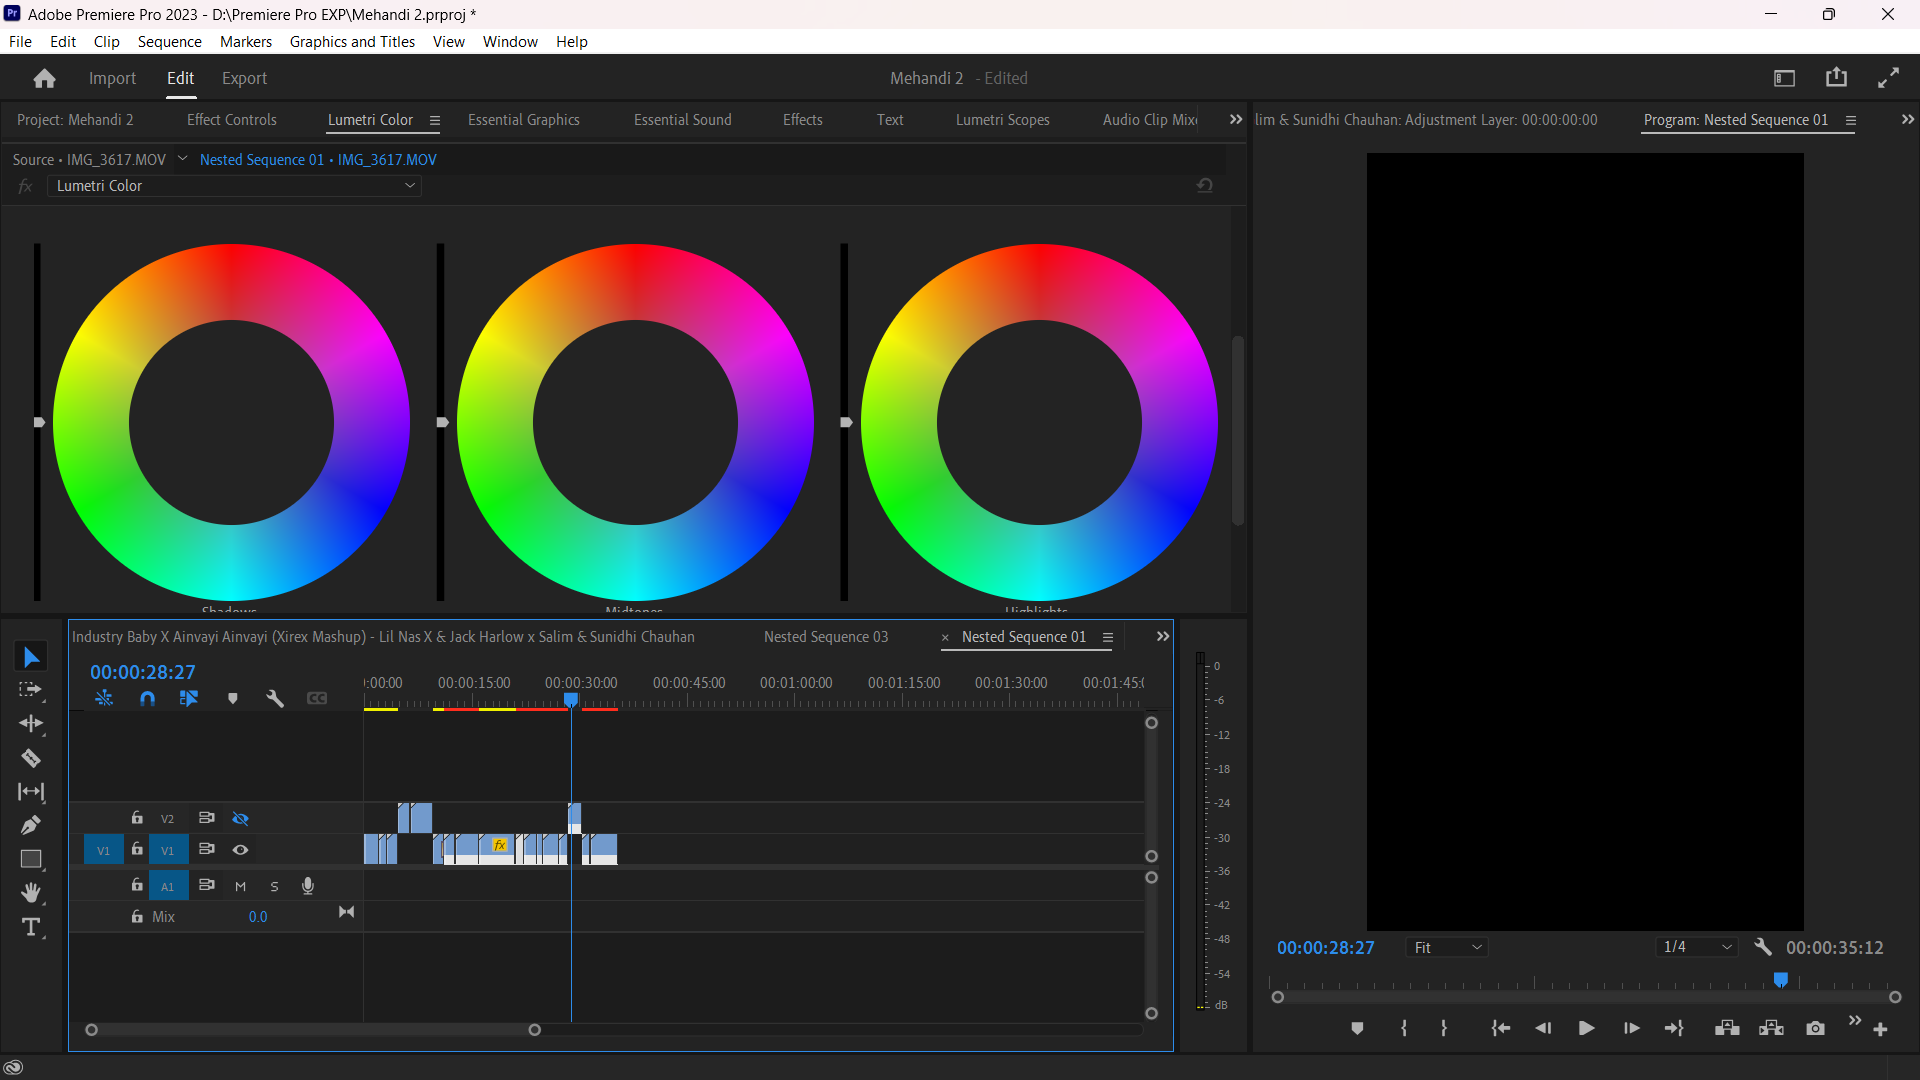 Adobe Premiere Pro 2023 - D:\Premiere Pro EXP\Mehandi 2.prproj *
File Edit Clip Sequence Markers Graphics and Titles View Window Help
Import Edit Export
Mehandi 2 - Edited
Project: Mehandi 2 Effect Controls Lumetri Color Essential Graphics Essential Sound Effects Text Lumetri Scopes Audio Clip Mix
lim & Sunidhi Chauhan: Adjustment Layer: 00:00:00:00 Program: Nested Sequence 01
Source • IMG_3617.MOV Nested Sequence 01 • IMG_3617.MOV
fx Lumetri Color
Shadows Midtones Highlights
Industry Baby X Ainvayi Ainvayi (Xirex Mashup) - Lil Nas X & Jack Harlow x Salim & Sunidhi Chauhan Nested Sequence 03 × Nested Sequence 01
00:00:28:27
:00:00 00:00:15:00 00:00:30:00 00:00:45:00 00:01:00:00 00:01:15:00 00:01:30:00 00:01:45:
CC
V2
V1 V1
fx
A1 M S
Mix 0.0
0
-6
-12
-18
-24
-30
-36
-42
-48
-54
dB
00:00:28:27 Fit 1/4 00:00:35:12